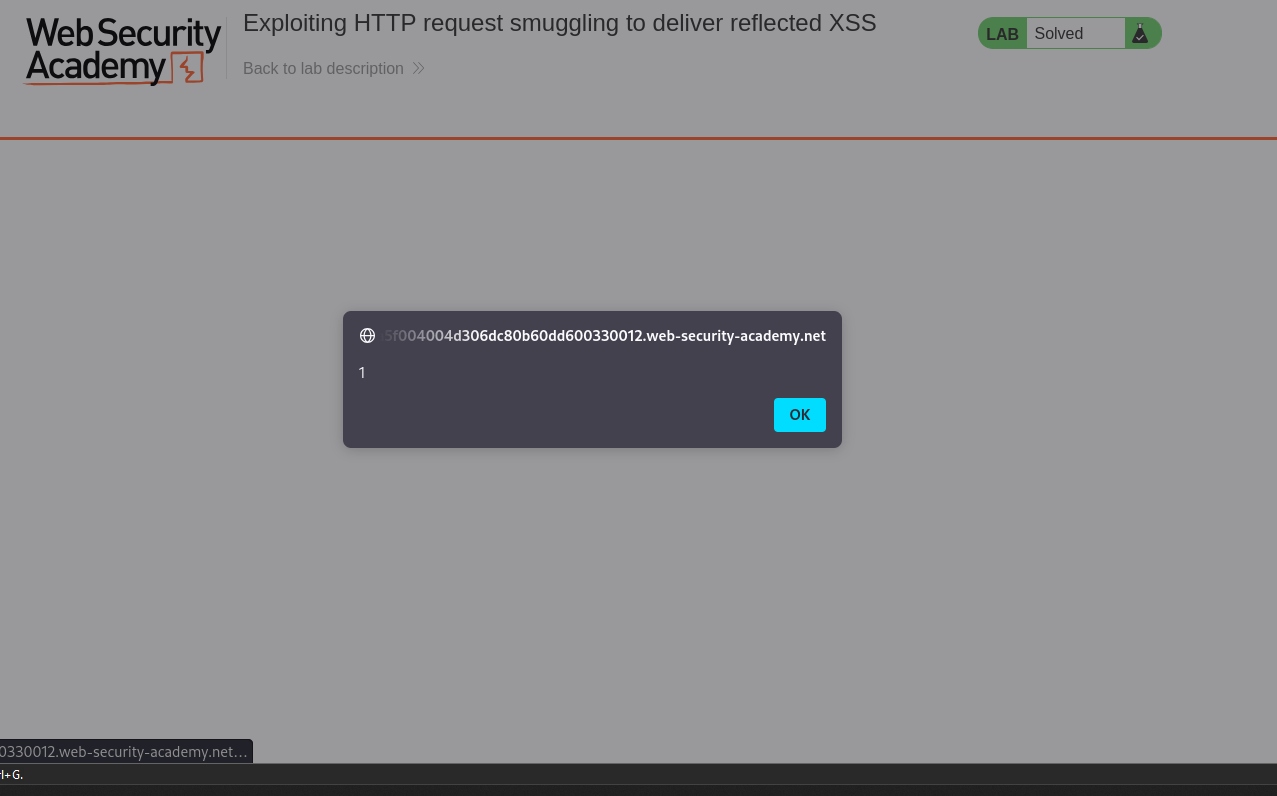 Web Security
Academy
Exploiting HTTP request smuggling to deliver reflected XSS
Back to lab description
LAB
Solved
5f004004d306dc80b60dd600330012.web-security-academy.net
1
OK
0330012.web-security-academy.net…
l+G.